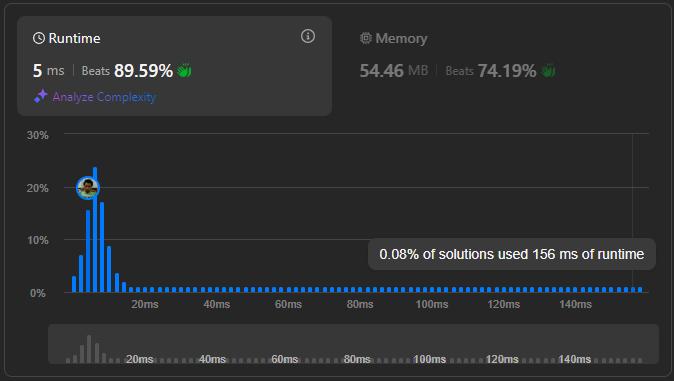 Runtime
5 ms | Beats 89.59%
Analyze Complexity
Memory
54.46 MB | Beats 74.19%
30%
20%
10%
0%
0.08% of solutions used 156 ms of runtime
20ms 40ms 60ms 80ms 100ms 120ms 140ms
20ms 40ms 60ms 80ms 100ms 120ms 140ms